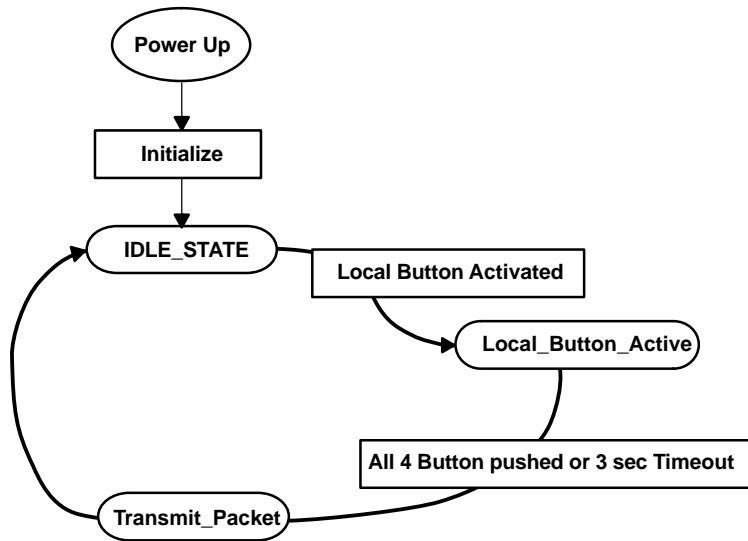 Power Up
Initialize
IDLE_STATE
Local Button Activated
Local_Button_Active
All 4 Button pushed or 3 sec Timeout
Transmit_Packet